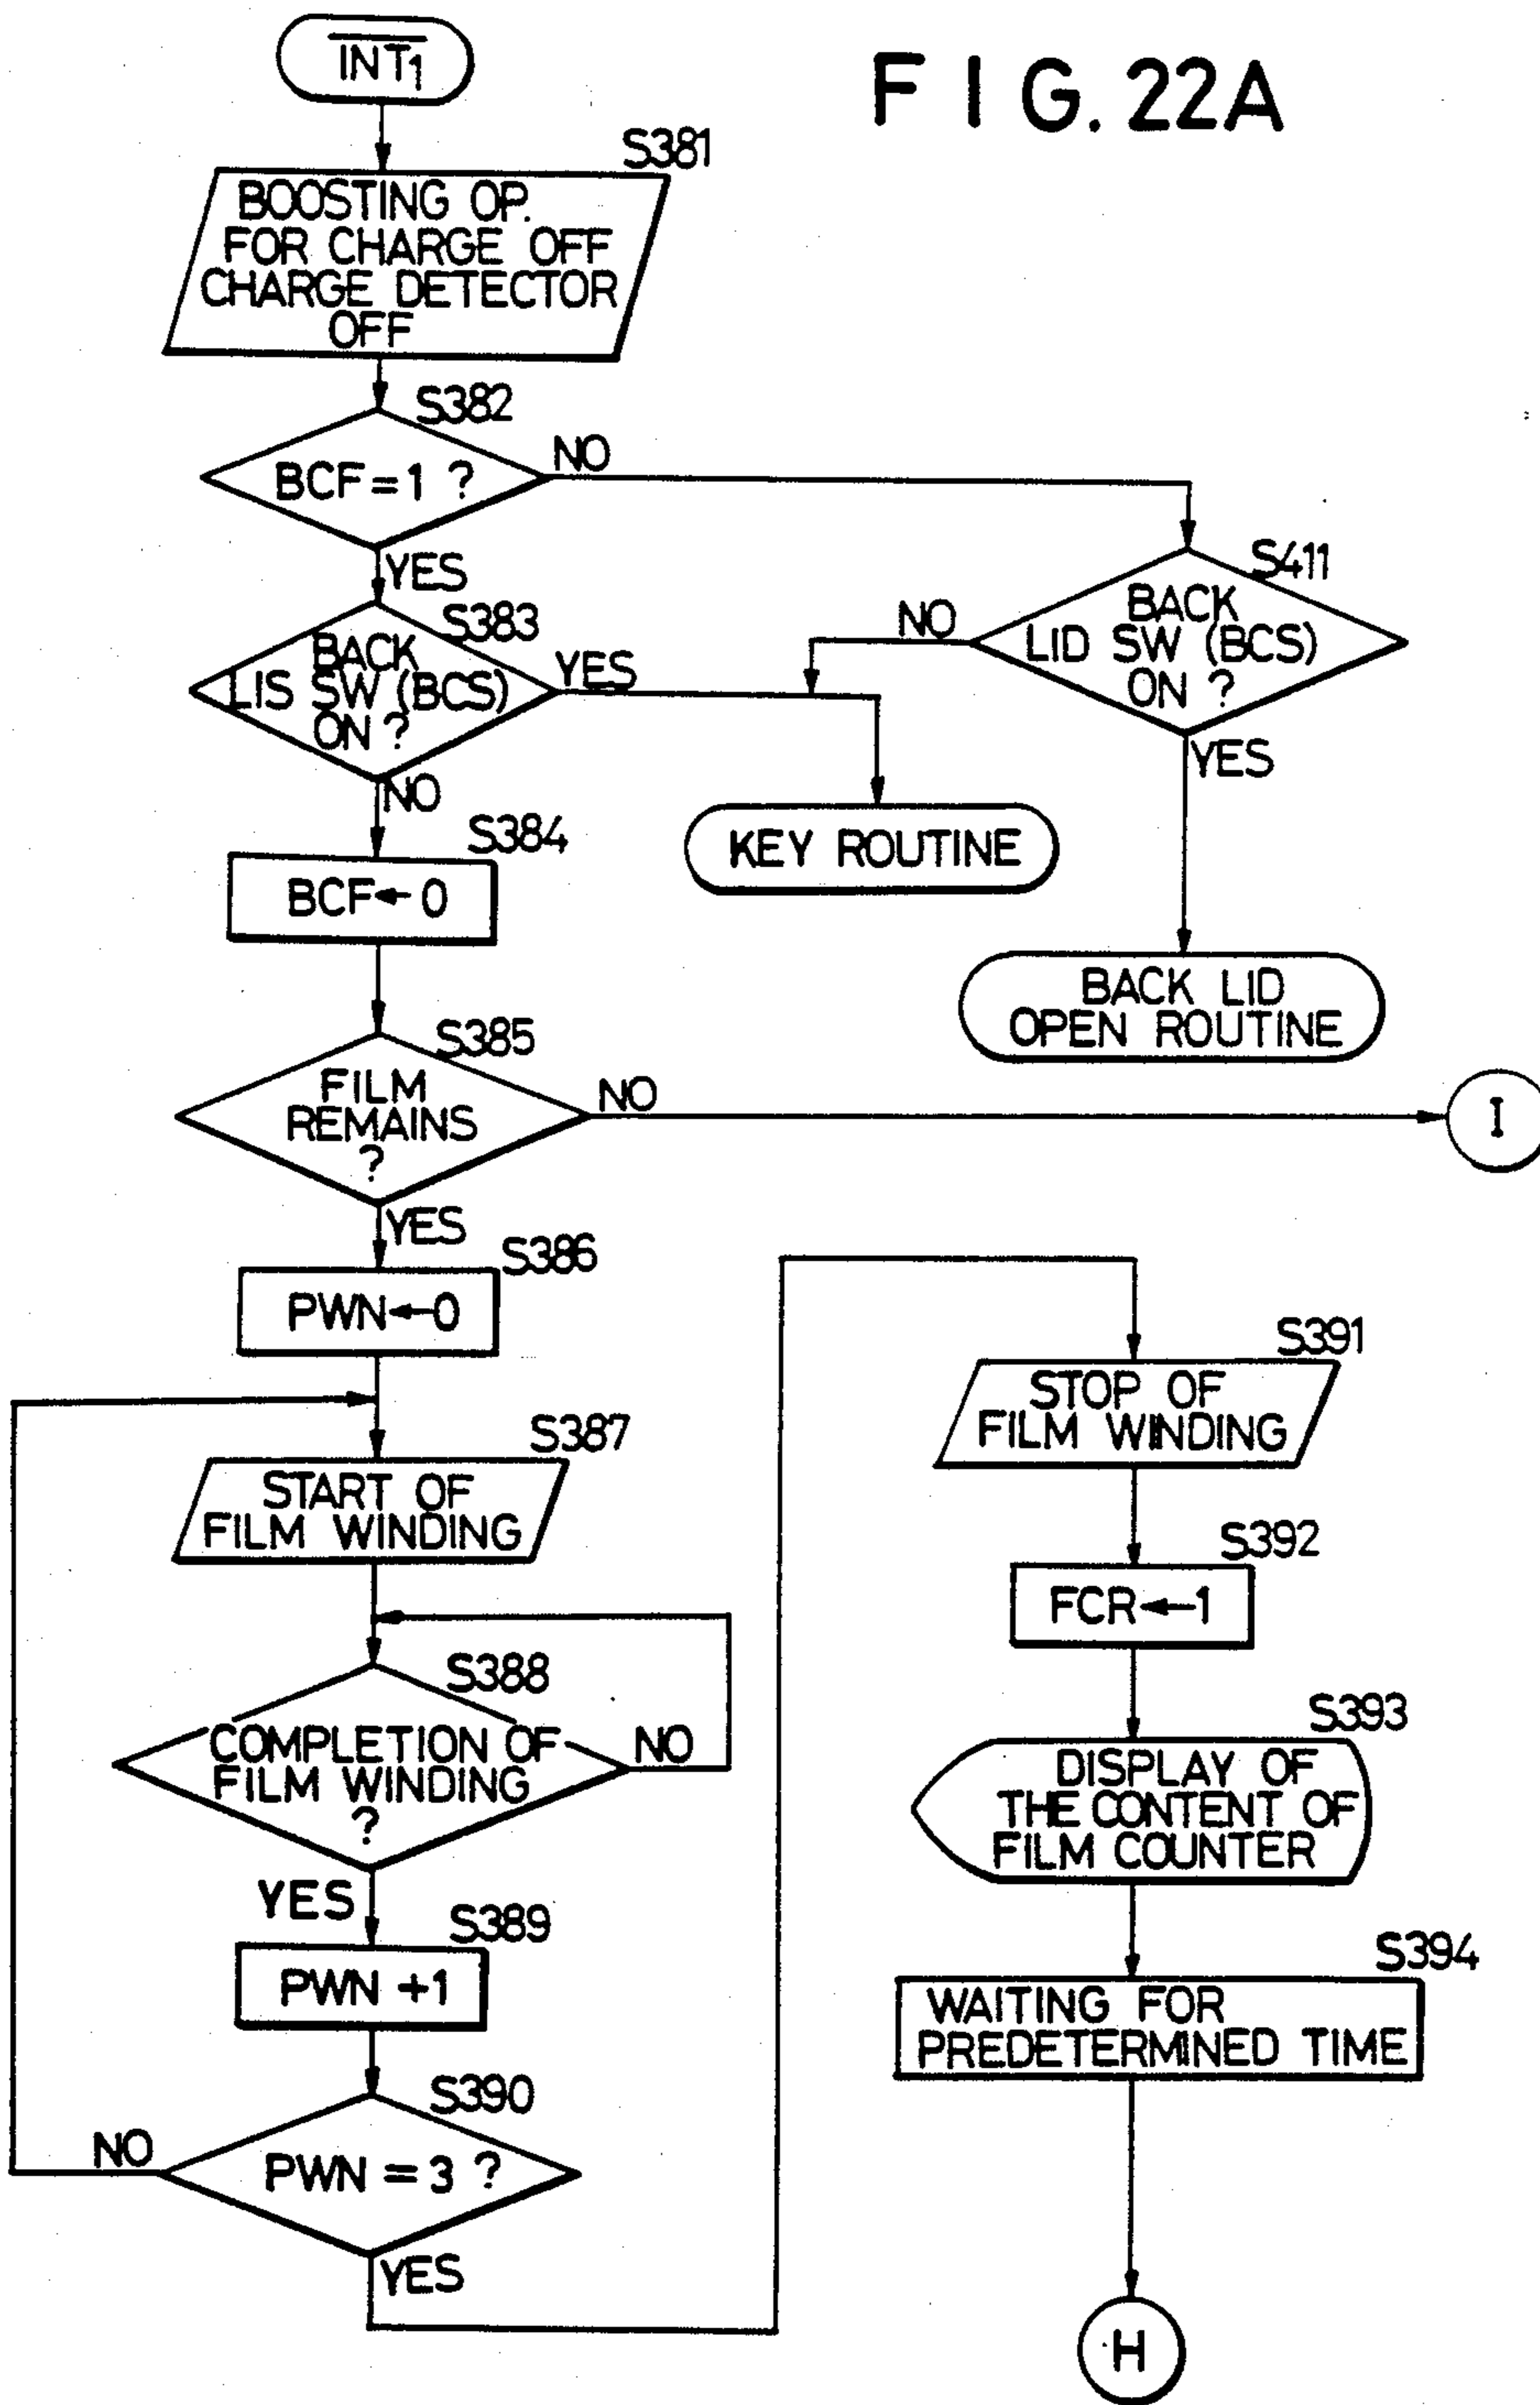 FIG. 22A
INT1
S381
BOOSTING OP.
FOR CHARGE OFF
CHARGE DETECTOR
OFF
S382
BCF=1 ?
NO
YES
S383
BACK
LIS SW (BCS)
ON ?
YES
NO
S411
BACK
LID SW (BCS)
ON ?
NO
YES
KEY ROUTINE
BACK LID
OPEN ROUTINE
S384
BCF←0
S385
FILM
REMAINS
?
NO
I
YES
S386
PWN←0
S387
START OF
FILM WINDING
S388
COMPLETION OF
FILM WINDING
?
NO
YES
S389
PWN +1
S390
PWN = 3 ?
NO
YES
S391
STOP OF
FILM WINDING
S392
FCR←1
S393
DISPLAY OF
THE CONTENT OF
FILM COUNTER
S394
WAITING FOR
PREDETERMINED TIME
H